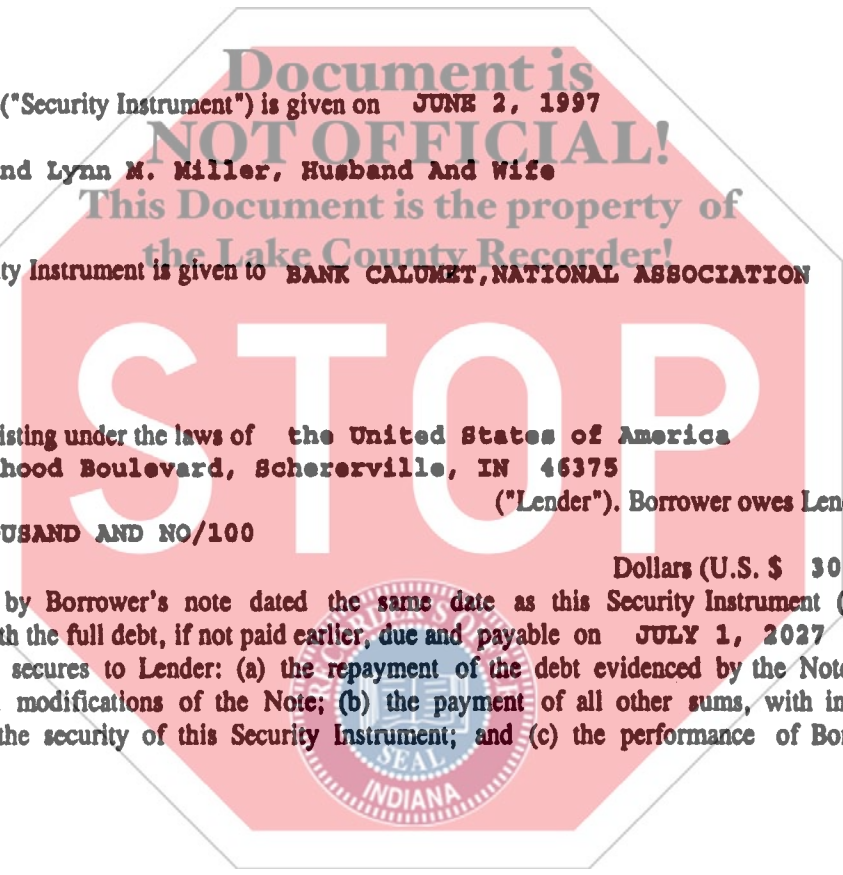 Document is
("Security Instrument") is given on JUNE 2, 1997
NOT OFFICIAL!
nd Lynn M. Miller, Husband And Wife
This Document is the property of
the Lake County Recorder!
ty Instrument is given to BANK CALUMET, NATIONAL ASSOCIATION
STOP
isting under the laws of the United States of America
hood Boulevard, Schererville, IN 46375
("Lender"). Borrower owes Len
USAND AND NO/100
Dollars (U.S. $ 30
by Borrower's note dated the same date as this Security Instrument (
th the full debt, if not paid earlier, due and payable on JULY 1, 2027
secures to Lender: (a) the repayment of the debt evidenced by the Note
modifications of the Note; (b) the payment of all other sums, with in
the security of this Security Instrument; and (c) the performance of Bor
RECORDER'S OFFICE
SEAL
INDIANA